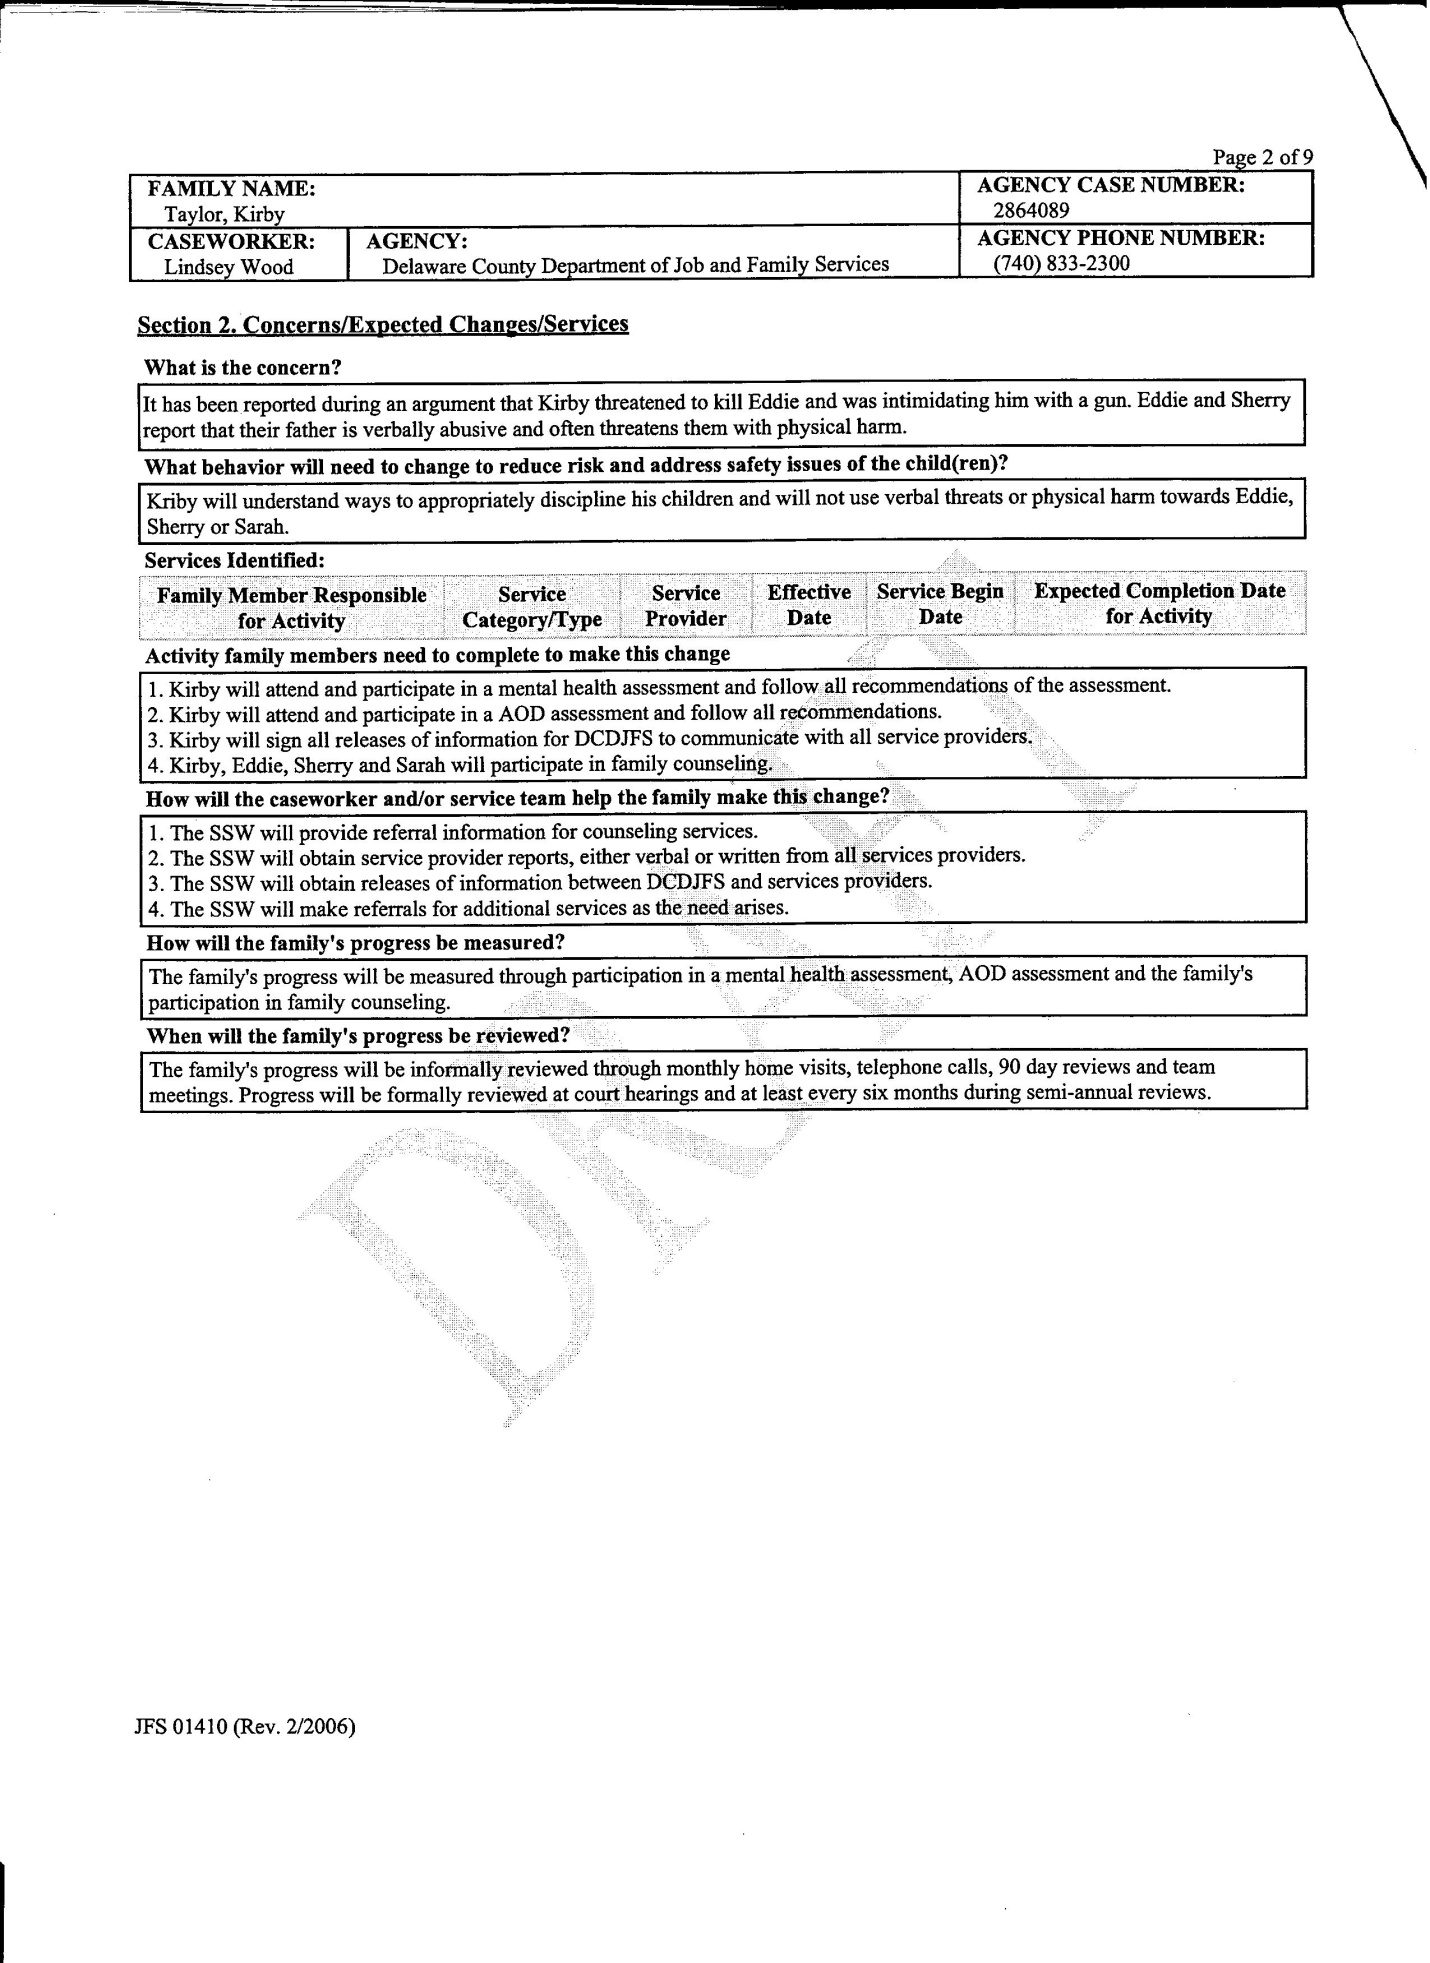 Page 2 of 9
FAMILY NAME:
Taylor, Kirby
AGENCY CASE NUMBER:
2864089
CASEWORKER:
Lindsey Wood
AGENCY:
Delaware County Department of Job and Family Services
AGENCY PHONE NUMBER:
(740) 833-2300
Section 2. Concerns/Expected Changes/Services
What is the concern?
It has been reported during an argument that Kirby threatened to kill Eddie and was intimidating him with a gun. Eddie and Sherry
report that their father is verbally abusive and often threatens them with physical harm.
What behavior will need to change to reduce risk and address safety issues of the child(ren)?
Kriby will understand ways to appropriately discipline his children and will not use verbal threats or physical harm towards Eddie,
Sherry or Sarah.
Services Identified:
Family Member Responsible
for Activity
Service
Category/Type
Service
Provider
Effective
Date
Service Begin
Date
Expected Completion Date
for Activity
Activity family members need to complete to make this change
1. Kirby will attend and participate in a mental health assessment and follow all recommendations of the assessment.
2. Kirby will attend and participate in a AOD assessment and follow all recommendations.
3. Kirby will sign all releases of information for DCDJFS to communicate with all service providers.
4. Kirby, Eddie, Sherry and Sarah will participate in family counseling.
How will the caseworker and/or service team help the family make this change?
1. The SSW will provide referral information for counseling services.
2. The SSW will obtain service provider reports, either verbal or written from all services providers.
3. The SSW will obtain releases of information between DCDJFS and services providers.
4. The SSW will make referrals for additional services as the need arises.
How will the family's progress be measured?
The family's progress will be measured through participation in a mental health assessment, AOD assessment and the family's
participation in family counseling.
When will the family's progress be reviewed?
The family's progress will be informally reviewed through monthly home visits, telephone calls, 90 day reviews and team
meetings. Progress will be formally reviewed at court hearings and at least every six months during semi-annual reviews.
DRAFT
JFS 01410 (Rev. 2/2006)